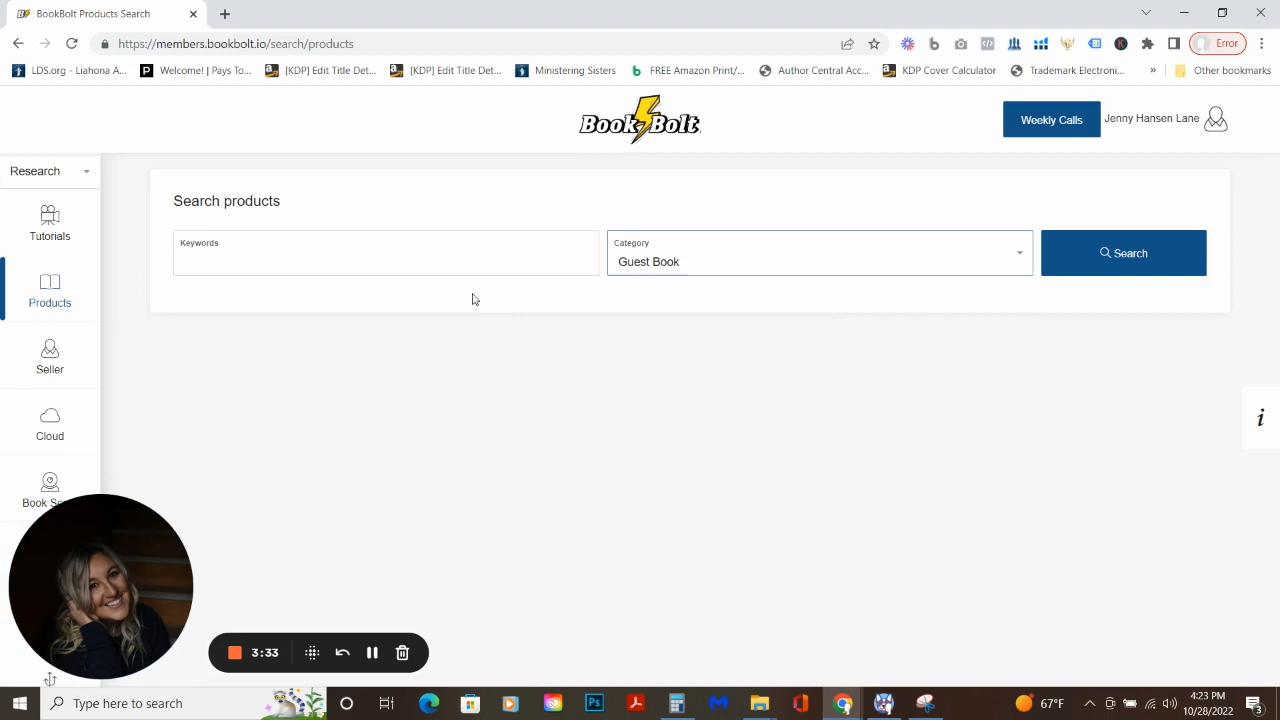 BookBolt Products Search
https://members.bookbolt.io/search/products
Error
LDS.org - Liahona A...
Welcome! | Pays To...
[KDP] Edit Title Det...
[KDP] Edit Title Det...
Ministering Sisters
FREE Amazon Print/...
Author Central Acc...
KDP Cover Calculator
Trademark Electroni...
»
Other bookmarks
Book Bolt
Weekly Calls
Jenny Hansen Lane
Research
Tutorials
Products
Seller
Cloud
Search products
Keywords
Category
Guest Book
Search
i
3:33
Type here to search
67°F
4:23 PM
10/28/2022
3